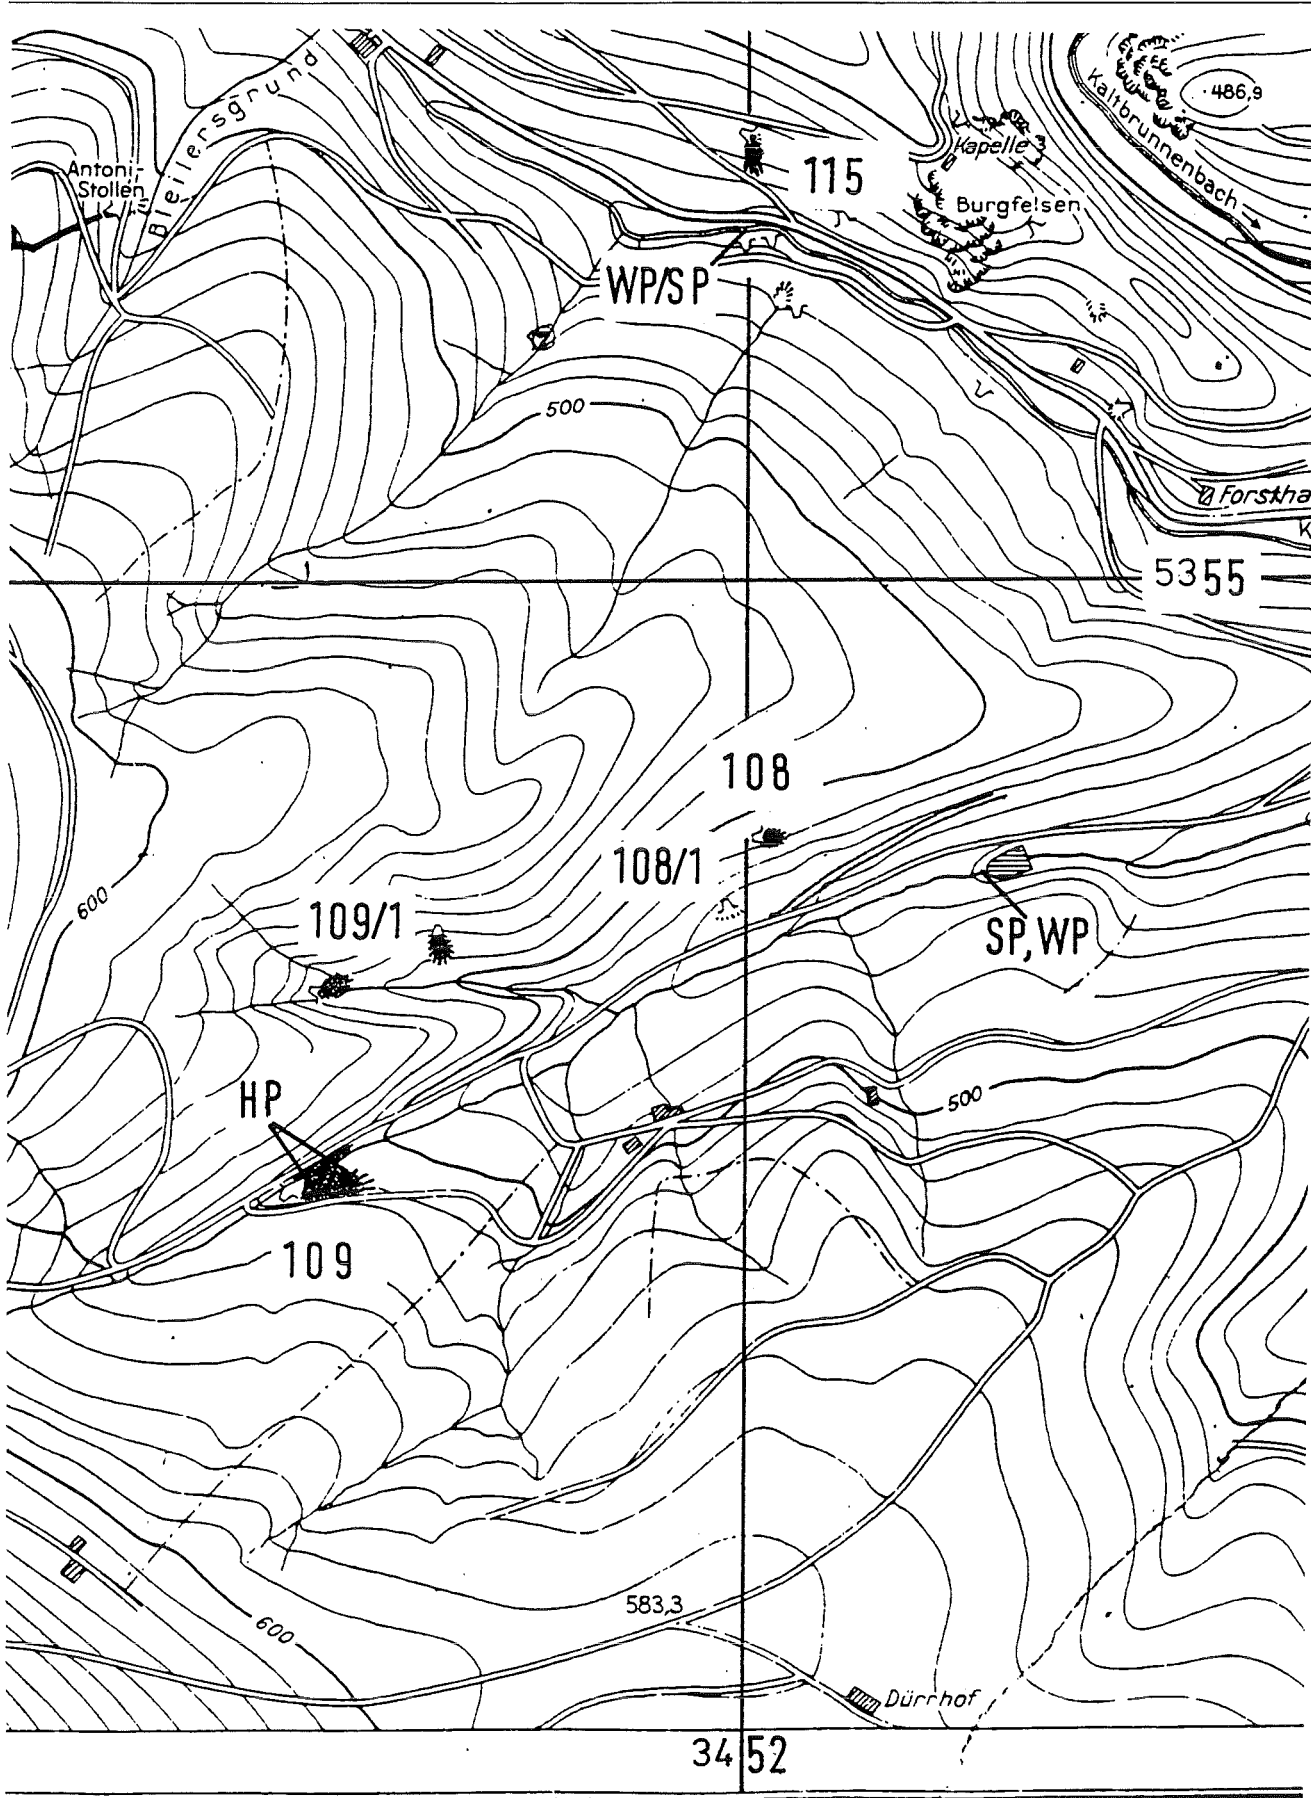 Bleilersgrund
Antoni-
Stollen
Kaltbrunnenbach
486,9
Kapelle
115
Burgfelsen
WP/SP
500
Forstha
K
5355
108
108/1
600
109/1
SP,WP
HP
500
109
583,3
600
Dürrhof
3452